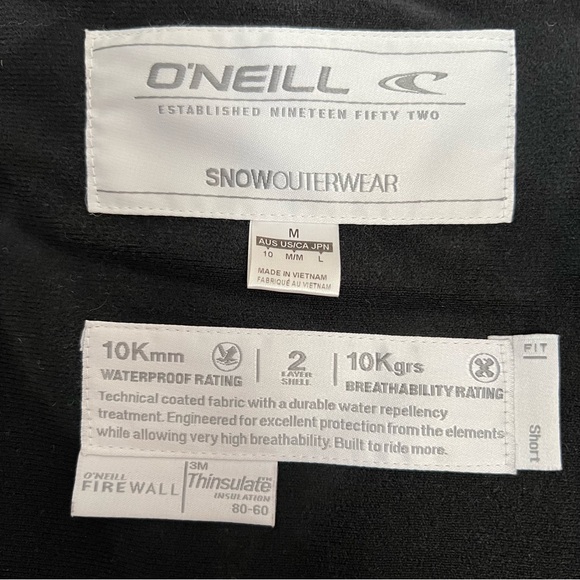 O'NEILL
ESTABLISHED NINETEEN FIFTY TWO
SNOWOUTERWEAR
M
AUS US/CA JPN
10 M/M L
MADE IN VIETNAM
FABRIQUÉ AU VIETNAM
10Kmm
WATERPROOF RATING
2
LAYER
SHELL
10Kgrs
BREATHABILITY RATING
Technical coated fabric with a durable water repellency
treatment. Engineered for excellent protection from the elements
while allowing very high breathability. Built to ride more.
FIT
Short
O'NEILL
FIREWALL
3M
Thinsulate™
INSULATION
80-60